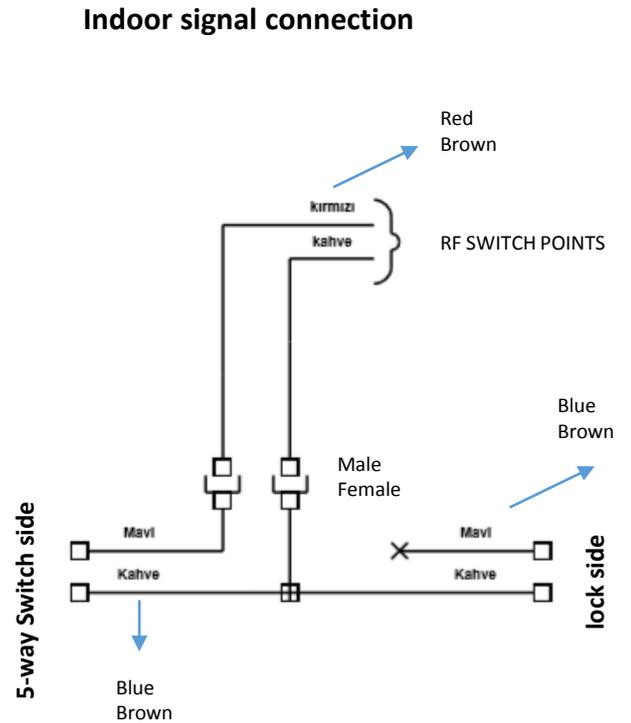 Indoor signal connection
Red
Brown
kırmızı
kahve
RF SWITCH POINTS
Blue
Brown
Male
Female
5-way Switch side
Mavi
Kahve
Mavi
Kahve
lock side
Blue
Brown